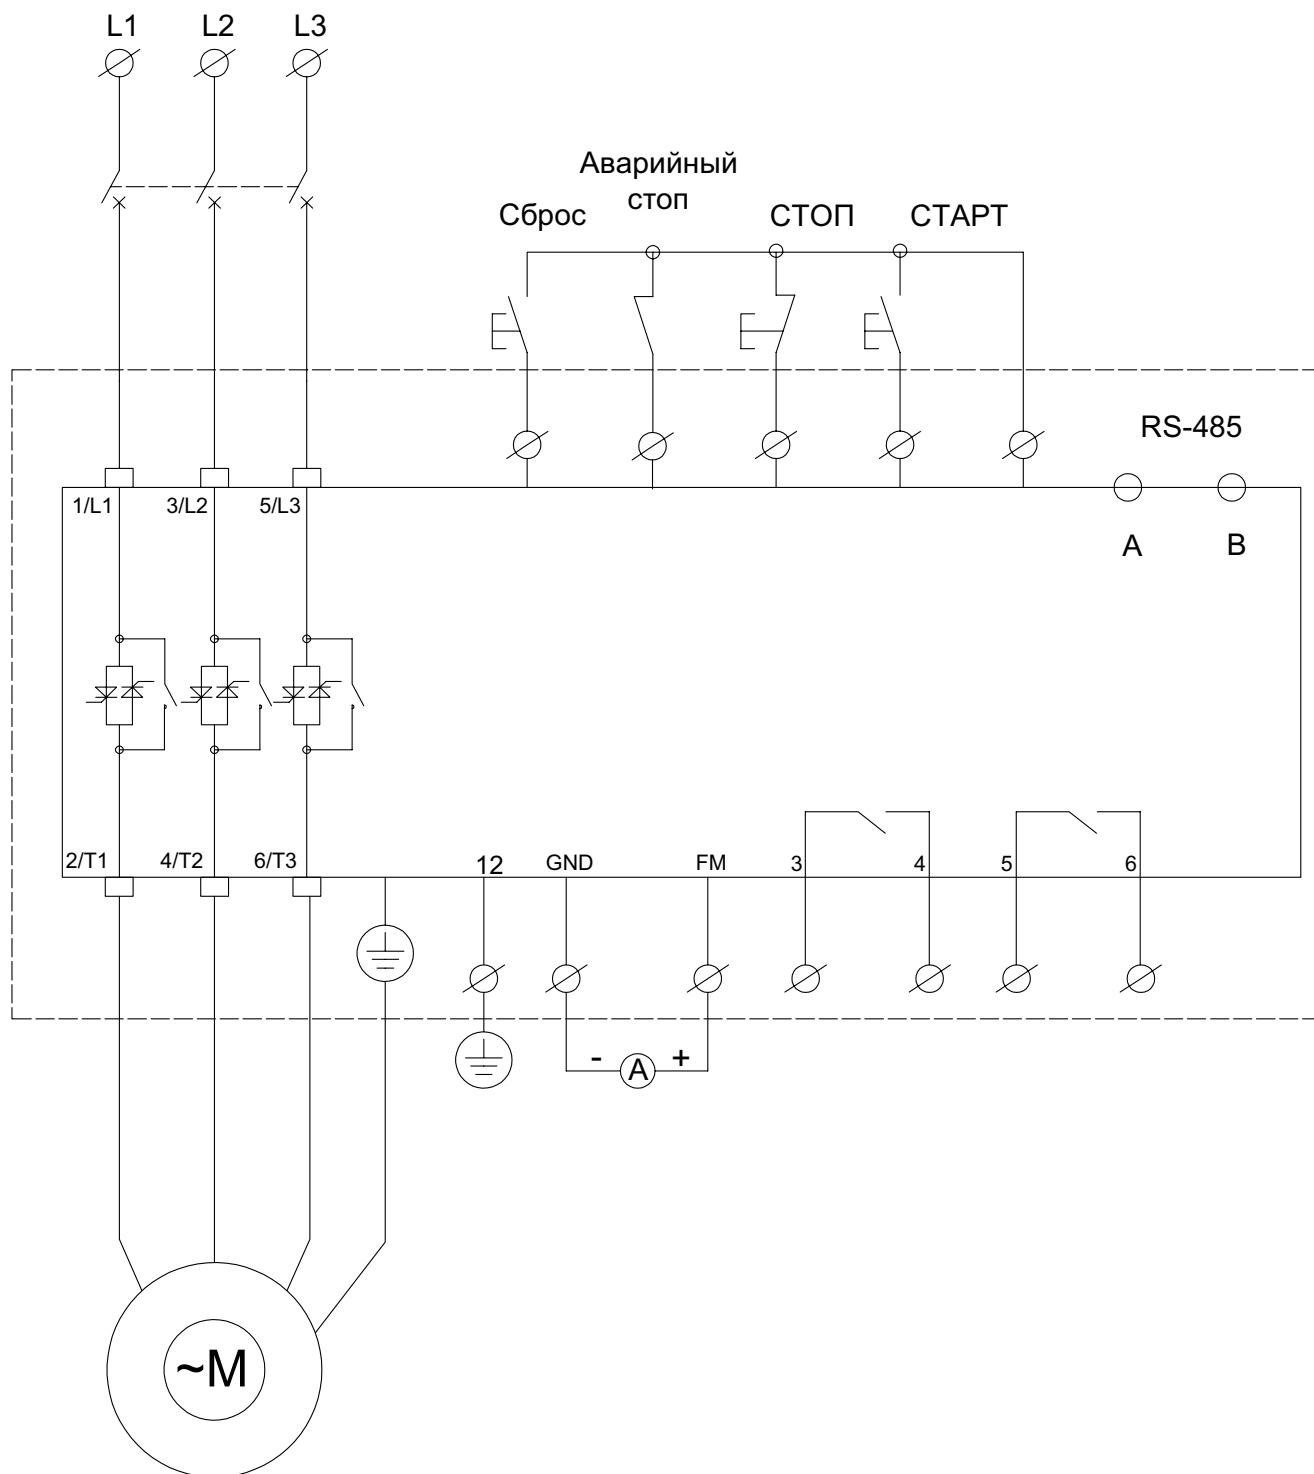 L1 L2 L3
Аварийный
стоп
Сброс СТОП СТАРТ
RS-485
1/L1 3/L2 5/L3
A B
2/T1 4/T2 6/T3 12 GND FM 3 4 5 6
- A +
~M